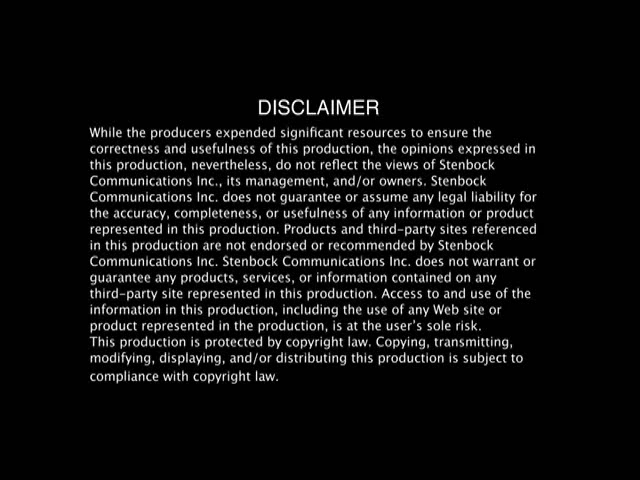 DISCLAIMER
While the producers expended significant resources to ensure the
correctness and usefulness of this production, the opinions expressed in
this production, nevertheless, do not reflect the views of Stenbock
Communications Inc., its management, and/or owners. Stenbock
Communications Inc. does not guarantee or assume any legal liability for
the accuracy, completeness, or usefulness of any information or product
represented in this production. Products and third-party sites referenced
in this production are not endorsed or recommended by Stenbock
Communications Inc. Stenbock Communications Inc. does not warrant or
guarantee any products, services, or information contained on any
third-party site represented in this production. Access to and use of the
information in this production, including the use of any Web site or
product represented in the production, is at the user's sole risk.
This production is protected by copyright law. Copying, transmitting,
modifying, displaying, and/or distributing this production is subject to
compliance with copyright law.